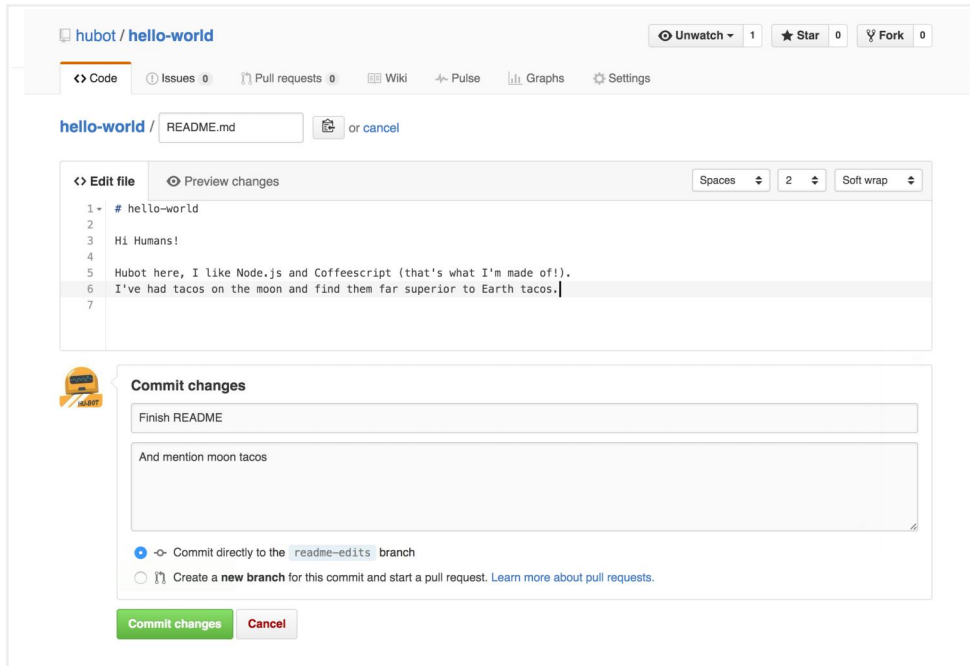 hubot / hello-world
Unwatch 1 Star 0 Fork 0
<> Code Issues 0 Pull requests 0 Wiki Pulse Graphs Settings
hello-world / README.md or cancel
<> Edit file Preview changes Spaces 2 Soft wrap
1 # hello-world
2
3 Hi Humans!
4
5 Hubot here, I like Node.js and Coffeescript (that's what I'm made of!).
6 I've had tacos on the moon and find them far superior to Earth tacos.
7
HUBOT
Commit changes
Finish README
And mention moon tacos
Commit directly to the readme-edits branch
Create a new branch for this commit and start a pull request. Learn more about pull requests.
Commit changes Cancel